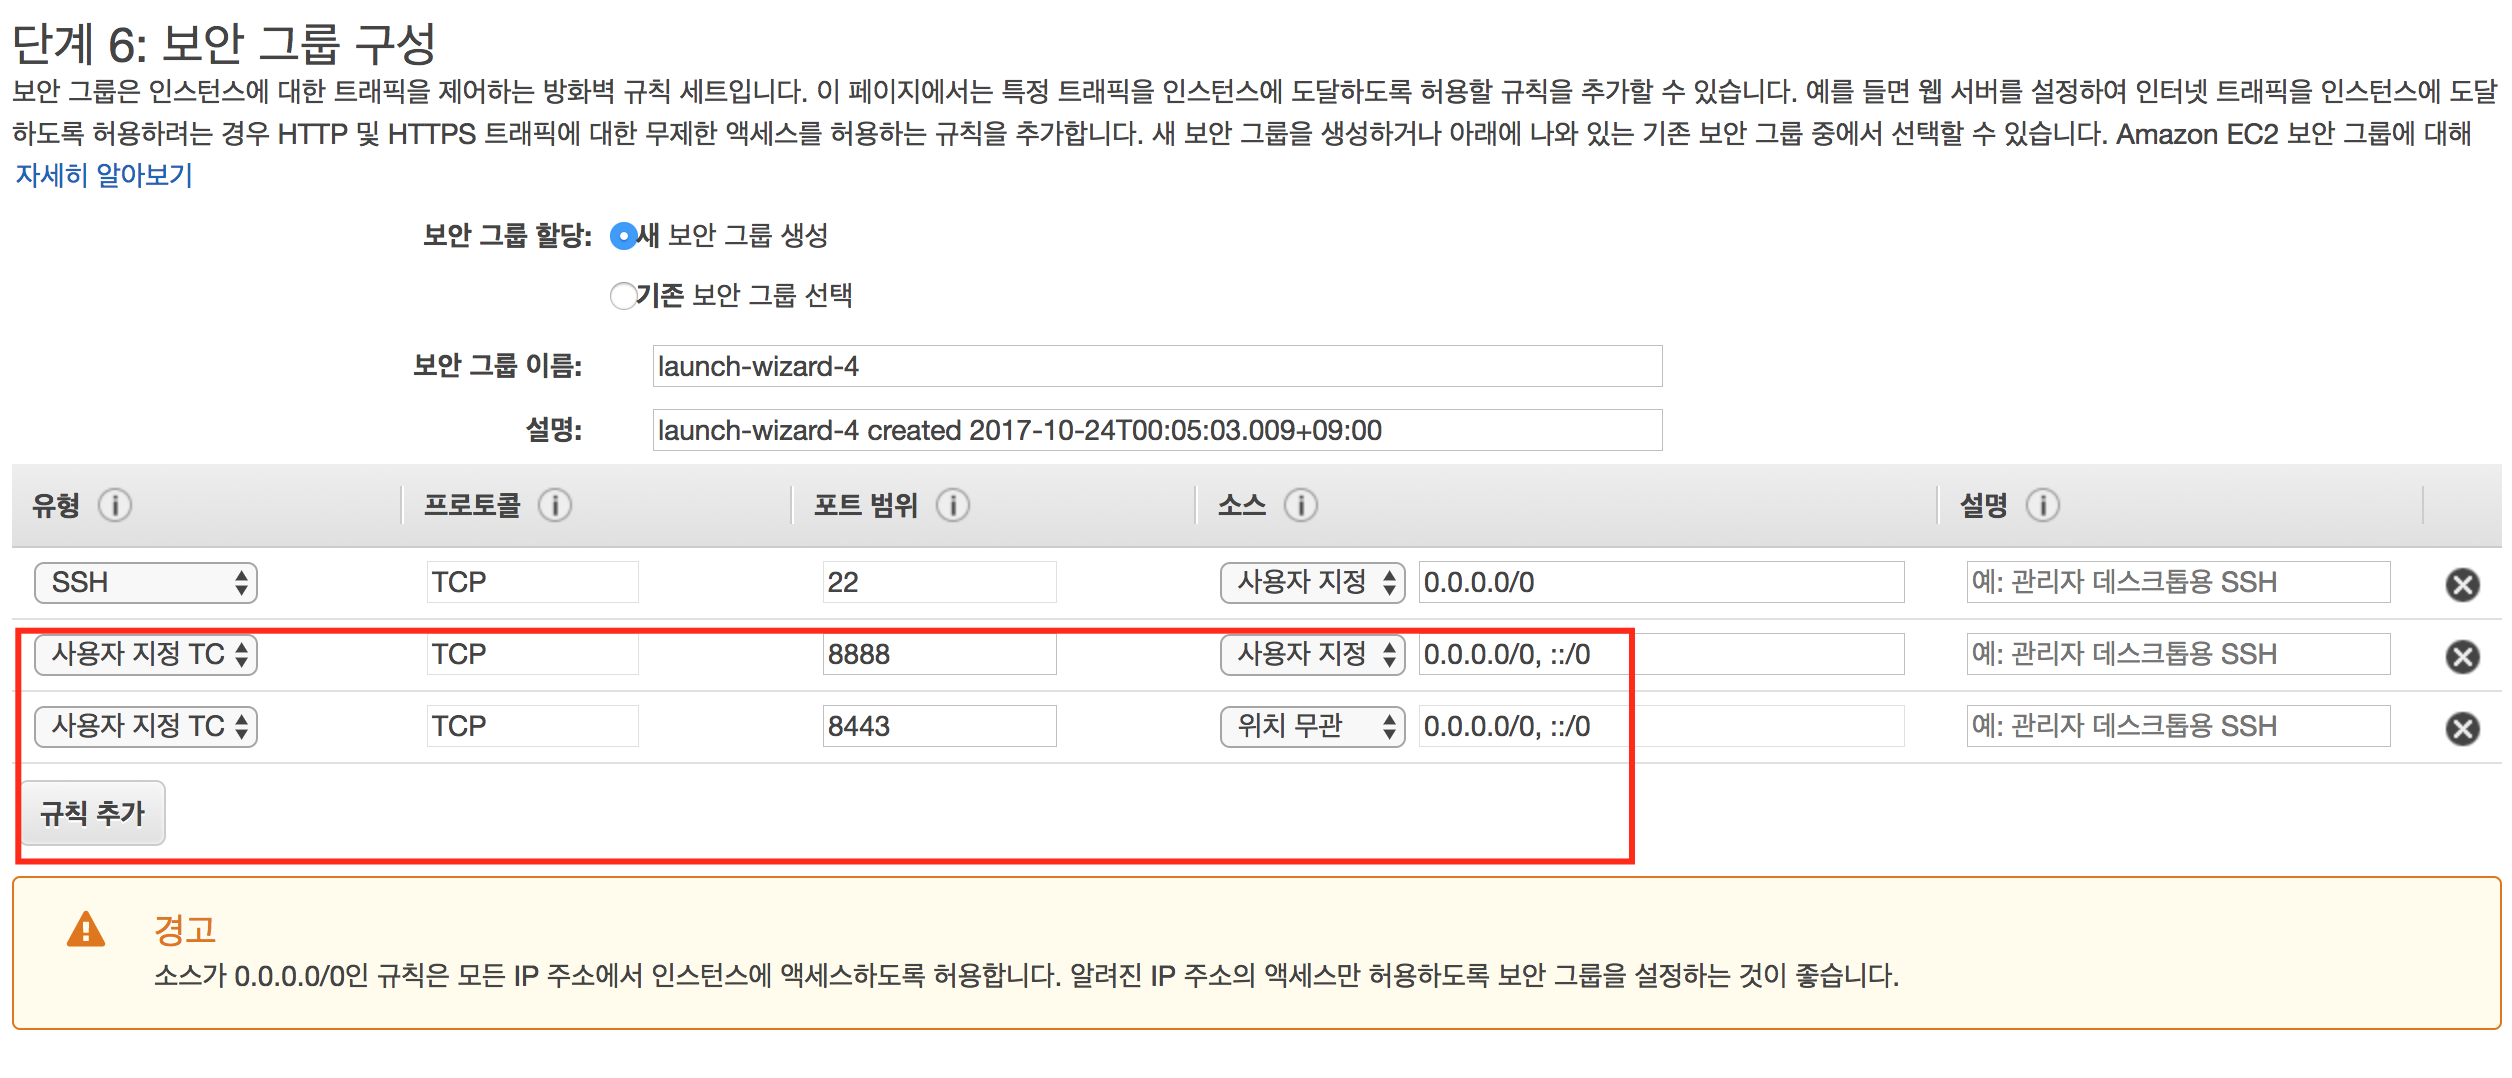 단계 6: 보안 그룹 구성
보안 그룹은 인스턴스에 대한 트래픽을 제어하는 방화벽 규칙 세트입니다. 이 페이지에서는 특정 트래픽을 인스턴스에 도달하도록 허용할 규칙을 추가할 수 있습니다. 예를 들면 웹 서버를 설정하여 인터넷 트래픽을 인스턴스에 도달
하도록 허용하려는 경우 HTTP 및 HTTPS 트래픽에 대한 무제한 액세스를 허용하는 규칙을 추가합니다. 새 보안 그룹을 생성하거나 아래에 나와 있는 기존 보안 그룹 중에서 선택할 수 있습니다. Amazon EC2 보안 그룹에 대해
자세히 알아보기
보안 그룹 할당: 새 보안 그룹 생성
기존 보안 그룹 선택
보안 그룹 이름: launch-wizard-4
설명: launch-wizard-4 created 2017-10-24T00:05:03.009+09:00
유형 프로토콜 포트 범위 소스 설명
SSH TCP 22 사용자 지정 0.0.0.0/0 예: 관리자 데스크톱용 SSH
사용자 지정 TC TCP 8888 사용자 지정 0.0.0.0/0, ::/0 예: 관리자 데스크톱용 SSH
사용자 지정 TC TCP 8443 위치 무관 0.0.0.0/0, ::/0 예: 관리자 데스크톱용 SSH
규칙 추가
경고
소스가 0.0.0.0/0인 규칙은 모든 IP 주소에서 인스턴스에 액세스하도록 허용합니다. 알려진 IP 주소의 액세스만 허용하도록 보안 그룹을 설정하는 것이 좋습니다.